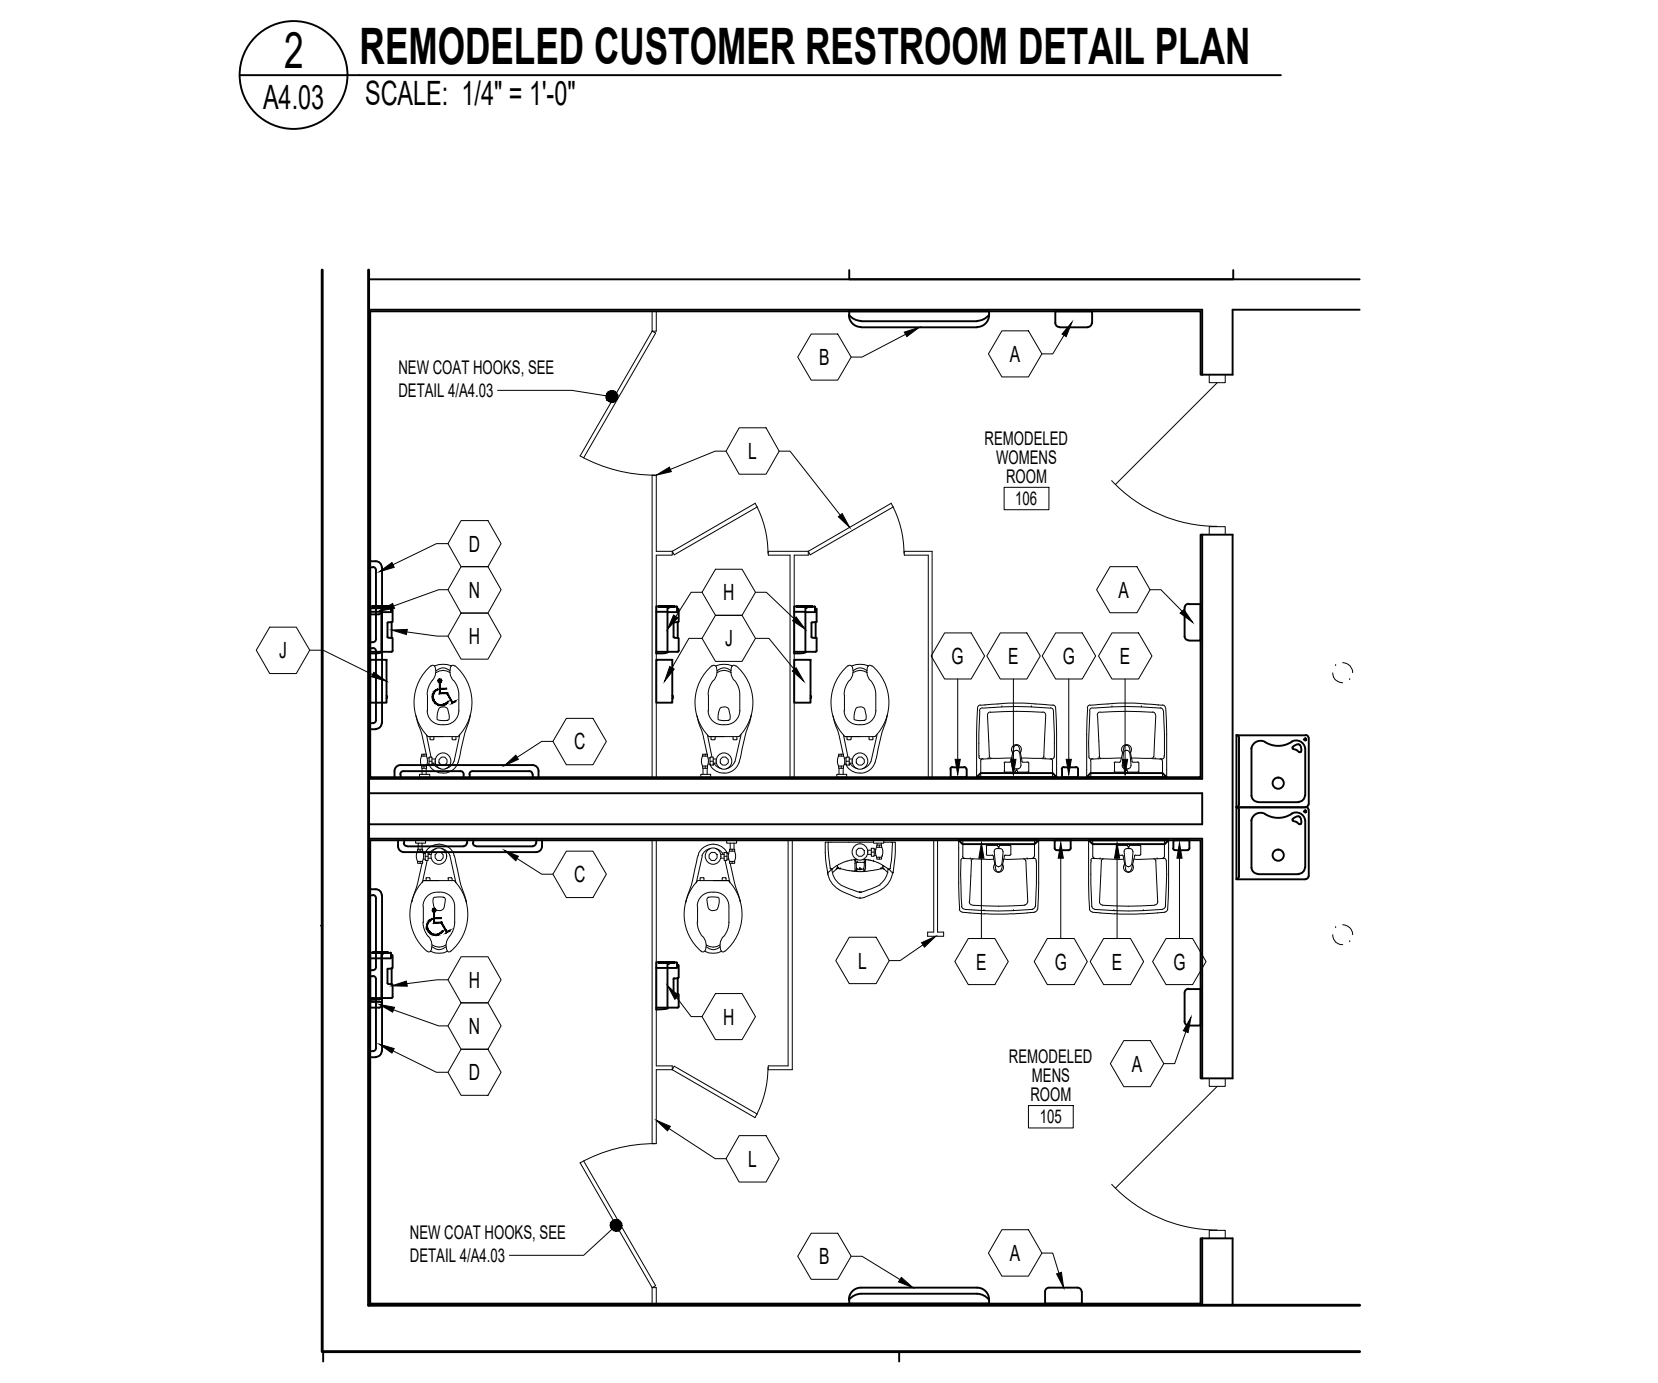 2
REMODELED CUSTOMER RESTROOM DETAIL PLAN
A4.03
SCALE: 1/4" = 1'-0"
B
A
NEW COAT HOOKS, SEE
DETAIL 4/A4.03
L
REMODELED
WOMENS
ROOM
106
D
N
H
J
H
J
A
G
E
G
E
C
C
H
N
D
H
L
E
G
E
G
A
REMODELED
MENS
ROOM
105
L
NEW COAT HOOKS, SEE
DETAIL 4/A4.03
B
A